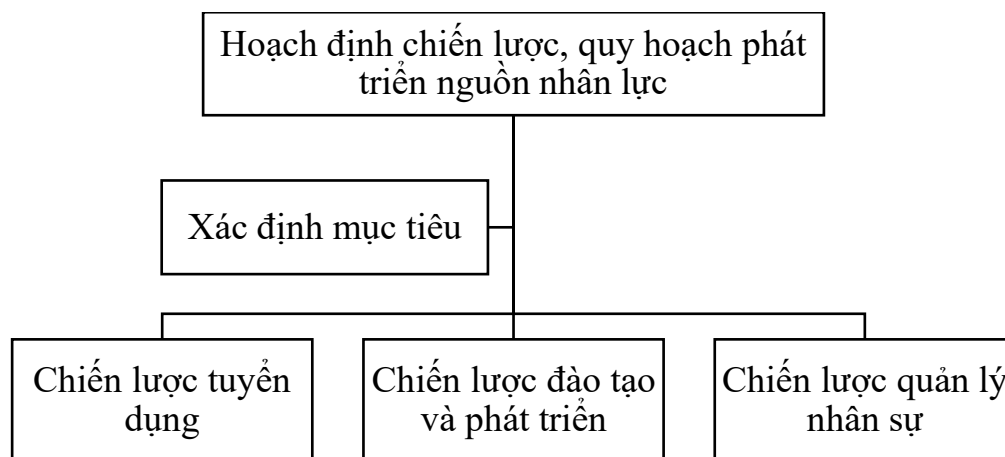 Hoạch định chiến lược, quy hoạch phát
triển nguồn nhân lực
Xác định mục tiêu
Chiến lược tuyển
dụng
Chiến lược đào tạo
và phát triển
Chiến lược quản lý
nhân sự